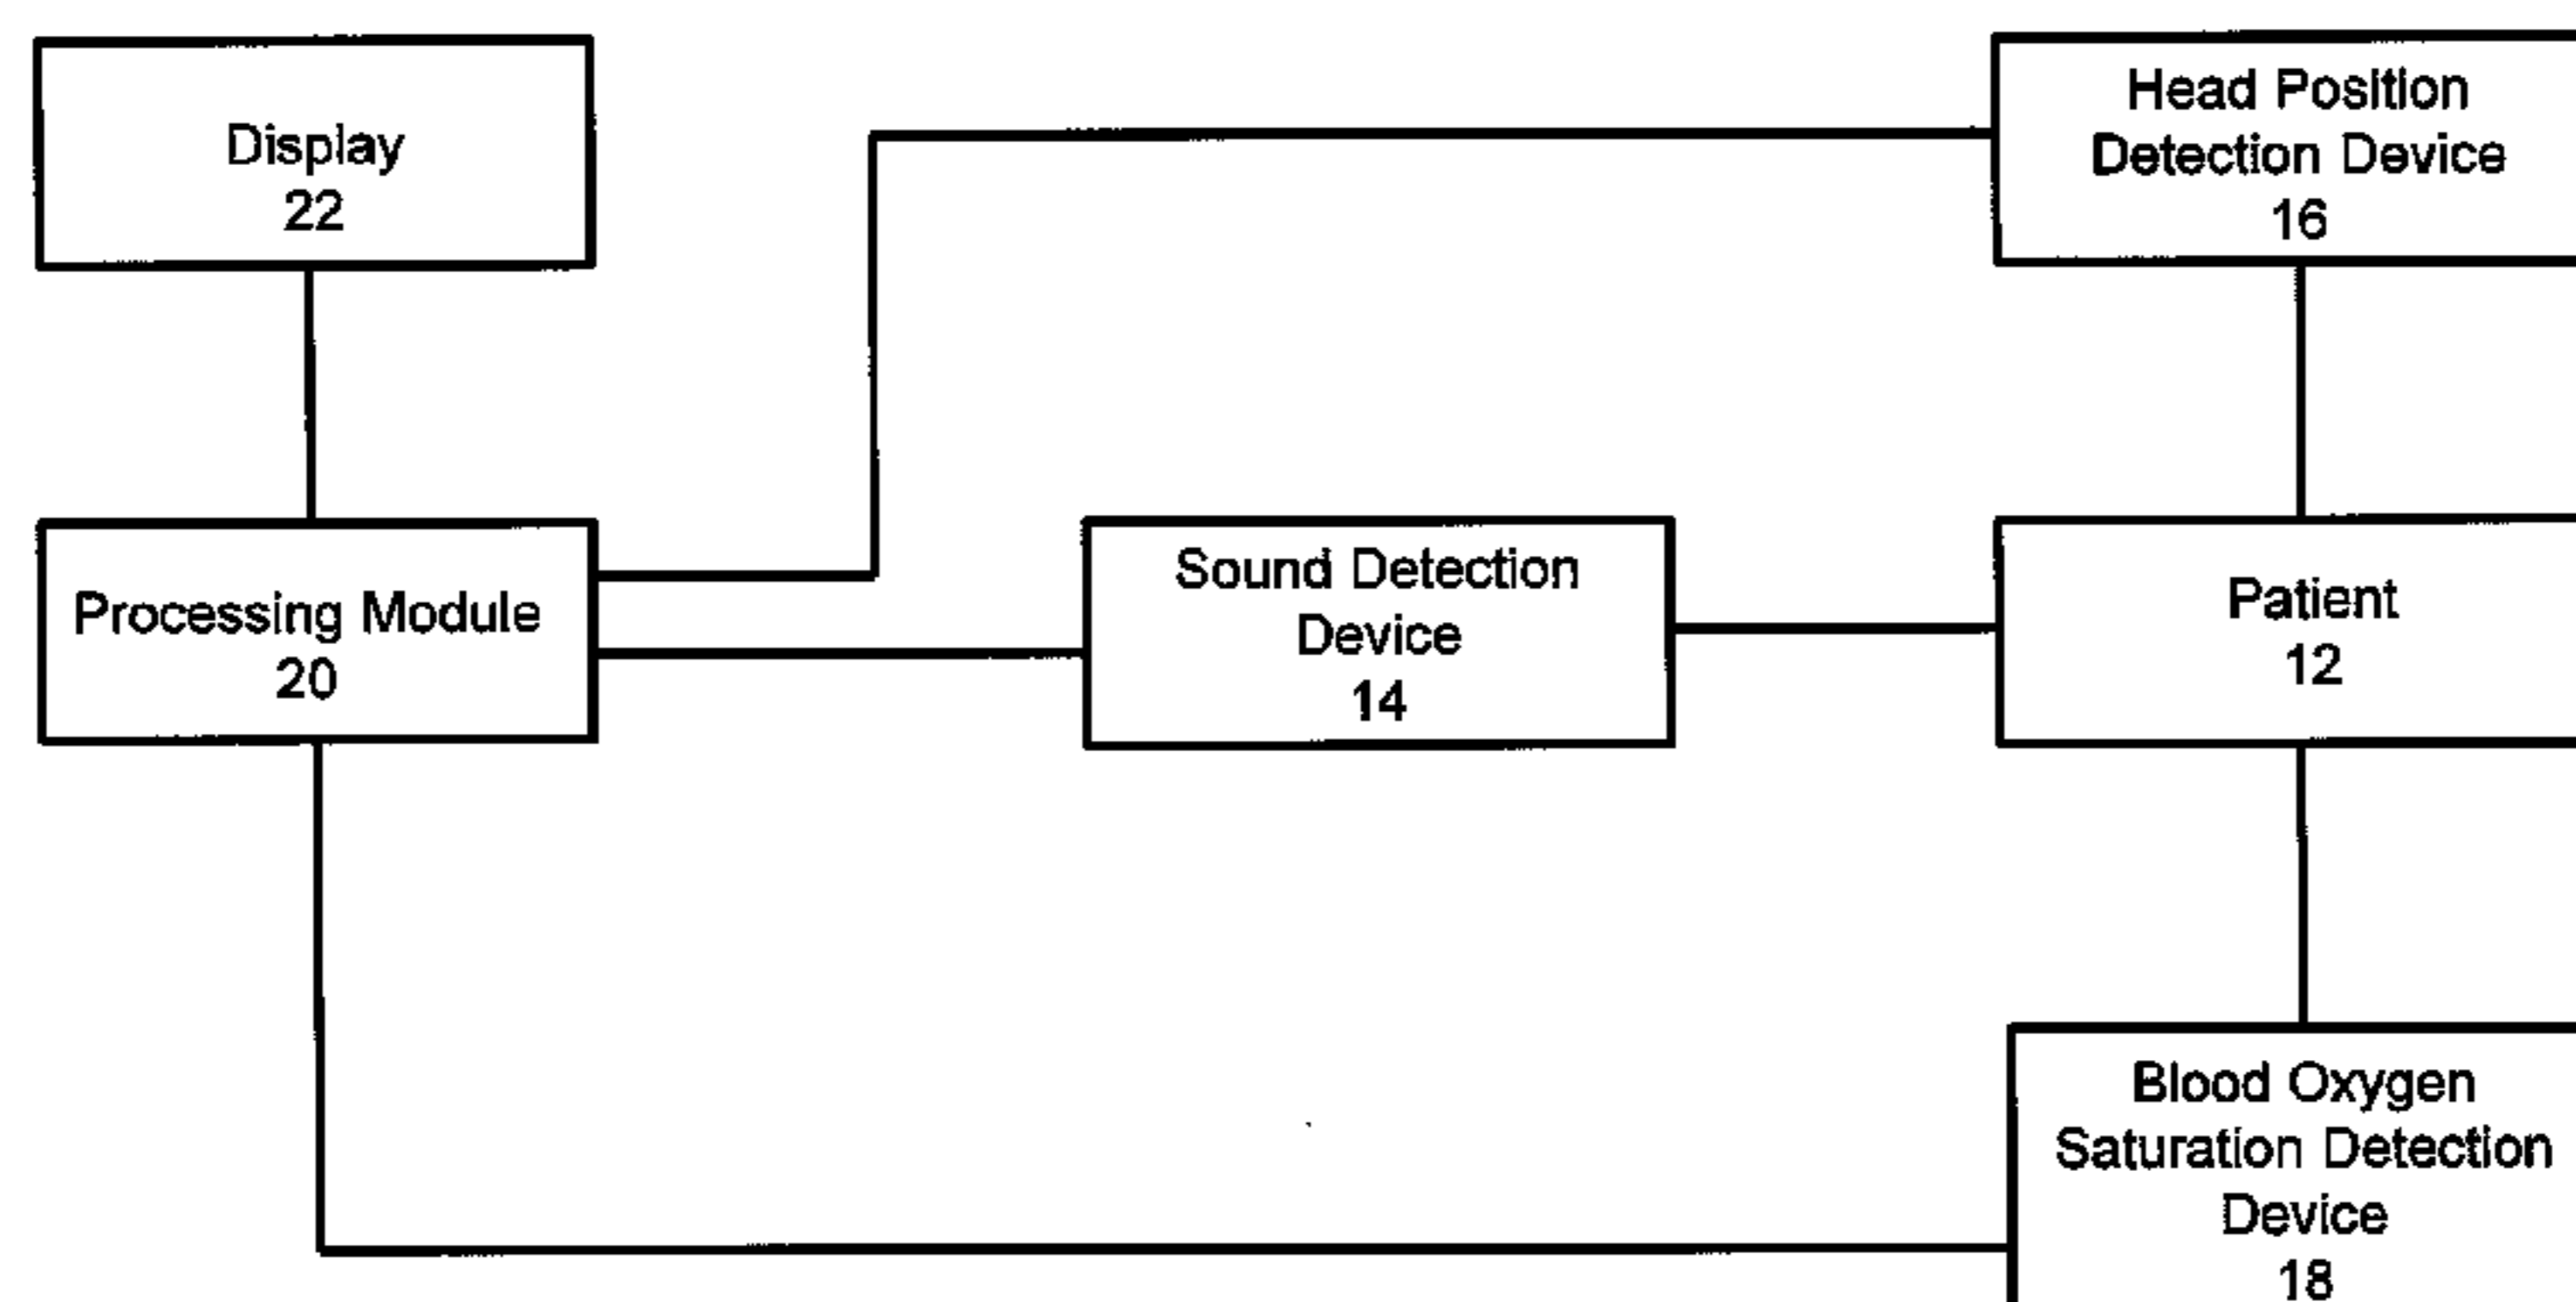 Display
22
Head Position
Detection Device
16
Processing Module
20
Sound Detection
Device
14
Patient
12
Blood Oxygen
Saturation Detection
Device
18